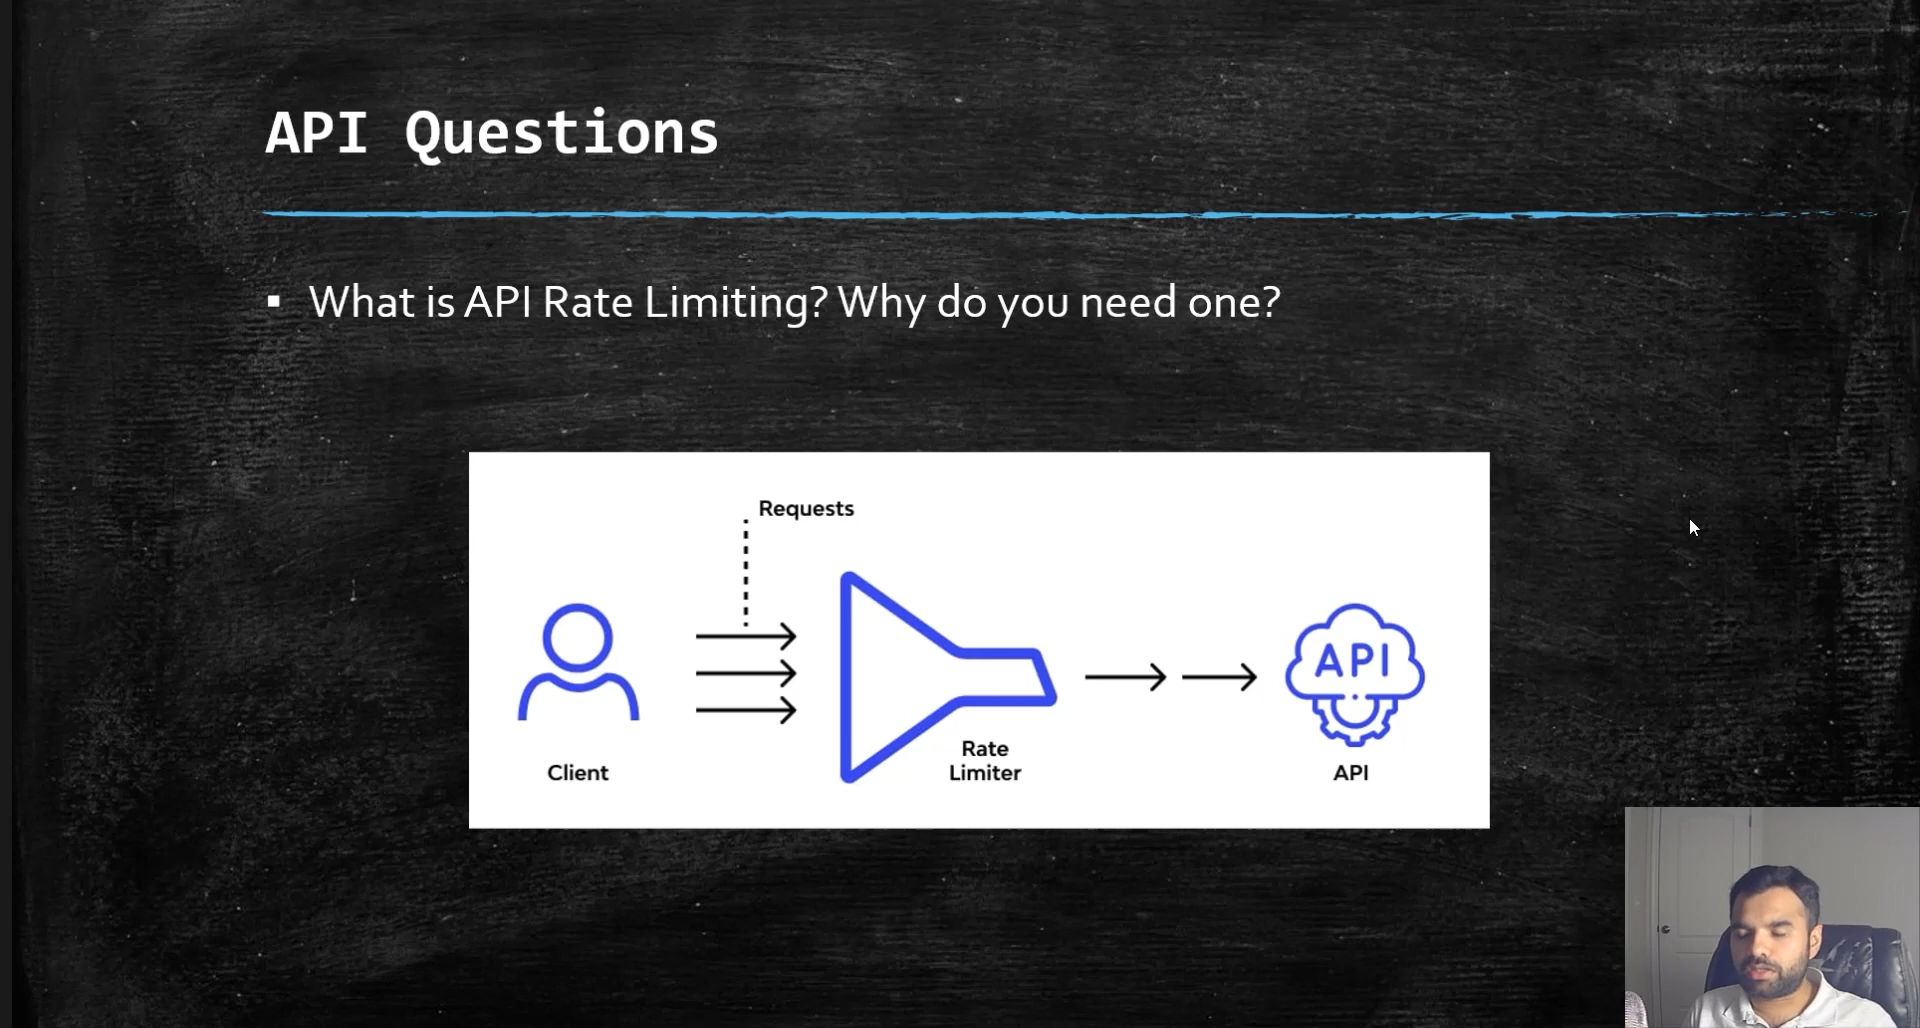 API Questions
▪ What is API Rate Limiting? Why do you need one?
Requests
API
Client
Rate
Limiter
API